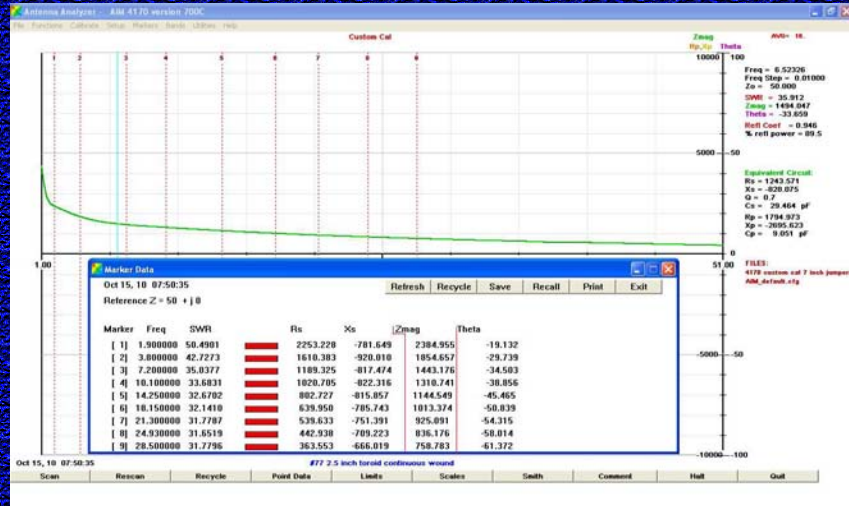 Antenna Analyzer - AIM 4170 version 700C
File Functions Calibrate Setup Markers Bands Utilities Help
Custom Cal
Zmag
Rp,Xp Theta
AVG= 16.
10000 100
1 2 3 4 5 6 7 8 9
Freq = 6.52326
Freq Step = 0.01000
Zo = 50.000
SWR = 35.912
Zmag = 1494.047
Theta = -33.659
Refl Coef = 0.946
% refl power = 89.5
5000 50
Equivalent Circuit:
Rs = 1243.571
Xs = -828.075
Q = 0.7
Cs = 29.464 pF
Rp = 1794.973
Xp = -2695.623
Cp = 9.051 pF
0
1.00 51.00
FILES:
4170 custom cal 7 inch jumper
AIM_default.cfg
Marker Data
Oct 15, 10 07:50:35
Refresh Recycle Save Recall Print Exit
Reference Z = 50 + j 0
Marker Freq SWR Rs Xs Zmag Theta
[ 1] 1.900000 50.4901 2253.228 -781.649 2384.955 -19.132
[ 2] 3.800000 42.7273 1610.383 -920.010 1854.657 -29.739
[ 3] 7.200000 35.0377 1189.325 -817.474 1443.176 -34.503
[ 4] 10.100000 33.6831 1020.705 -822.316 1310.741 -38.856
[ 5] 14.250000 32.6702 802.727 -815.857 1144.549 -45.465
[ 6] 18.150000 32.1410 639.950 -785.743 1013.374 -50.839
[ 7] 21.300000 31.7787 539.633 -751.391 925.091 -54.315
[ 8] 24.930000 31.6519 442.938 -709.223 836.176 -58.014
[ 9] 28.500000 31.7796 363.553 -666.019 758.783 -61.372
-5000 -50
-10000 -100
Oct 15, 10 07:50:35
#77 2.5 inch toroid continuous wound
Scan Rescan Recycle Point Data Limits Scales Smith Comment Halt Quit